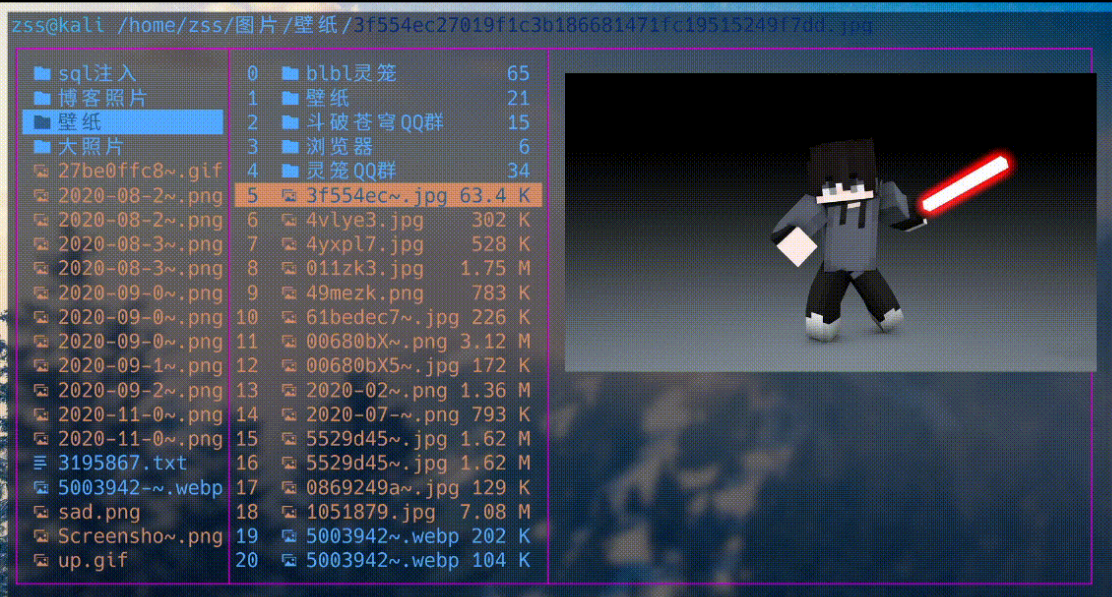 zss@kali /home/zss/图片/壁纸/3f554ec27019f1c3b186681471fc19515249f7dd.jpg
sql注入 0 blbl灵笼 65
博客照片 1 壁纸 21
壁纸 2 斗破苍穹QQ群 15
大照片 3 浏览器 6
27be0ffc8~.gif 4 灵笼QQ群 34
2020-08-2~.png 5 3f554ec~.jpg 63.4 K
2020-08-2~.png 6 4vlye3.jpg 302 K
2020-08-3~.png 7 4yxpl7.jpg 528 K
2020-08-3~.png 8 011zk3.jpg 1.75 M
2020-09-0~.png 9 49mezk.png 783 K
2020-09-0~.png 10 61bedec7~.jpg 226 K
2020-09-0~.png 11 00680bX~.png 3.12 M
2020-09-1~.png 12 00680bX5~.jpg 172 K
2020-09-2~.png 13 2020-02~.png 1.36 M
2020-11-0~.png 14 2020-07-~.png 793 K
2020-11-0~.png 15 5529d45~.jpg 1.62 M
3195867.txt 16 5529d45~.jpg 1.62 M
5003942-~.webp 17 0869249a~.jpg 129 K
sad.png 18 1051879.jpg 7.08 M
Screensho~.png 19 5003942~.webp 202 K
up.gif 20 5003942~.webp 104 K